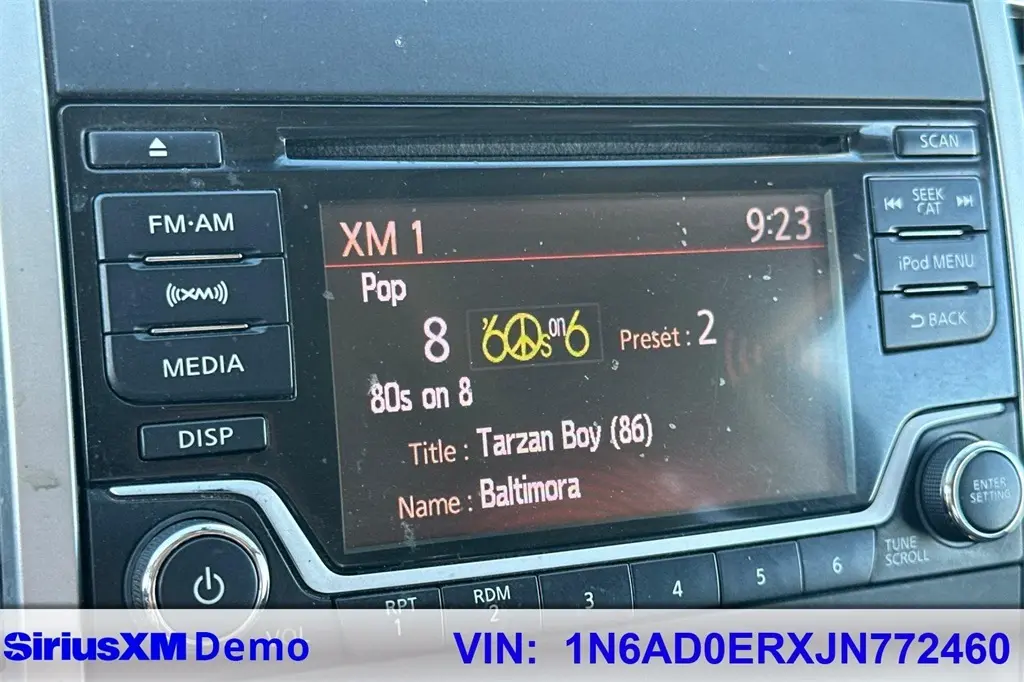 SCAN
FM·AM
XM 1
9:23
SEEK
CAT
Pop
iPod MENU
((XM))
8
'60s on 6
Preset : 2
BACK
MEDIA
80s on 8
DISP
Title : Tarzan Boy (86)
Name : Baltimora
ENTER
SETTING
TUNE
SCROLL
RPT
1
RDM
2
3
4
5
6
VOL
SiriusXM Demo
VIN: 1N6AD0ERXJN772460